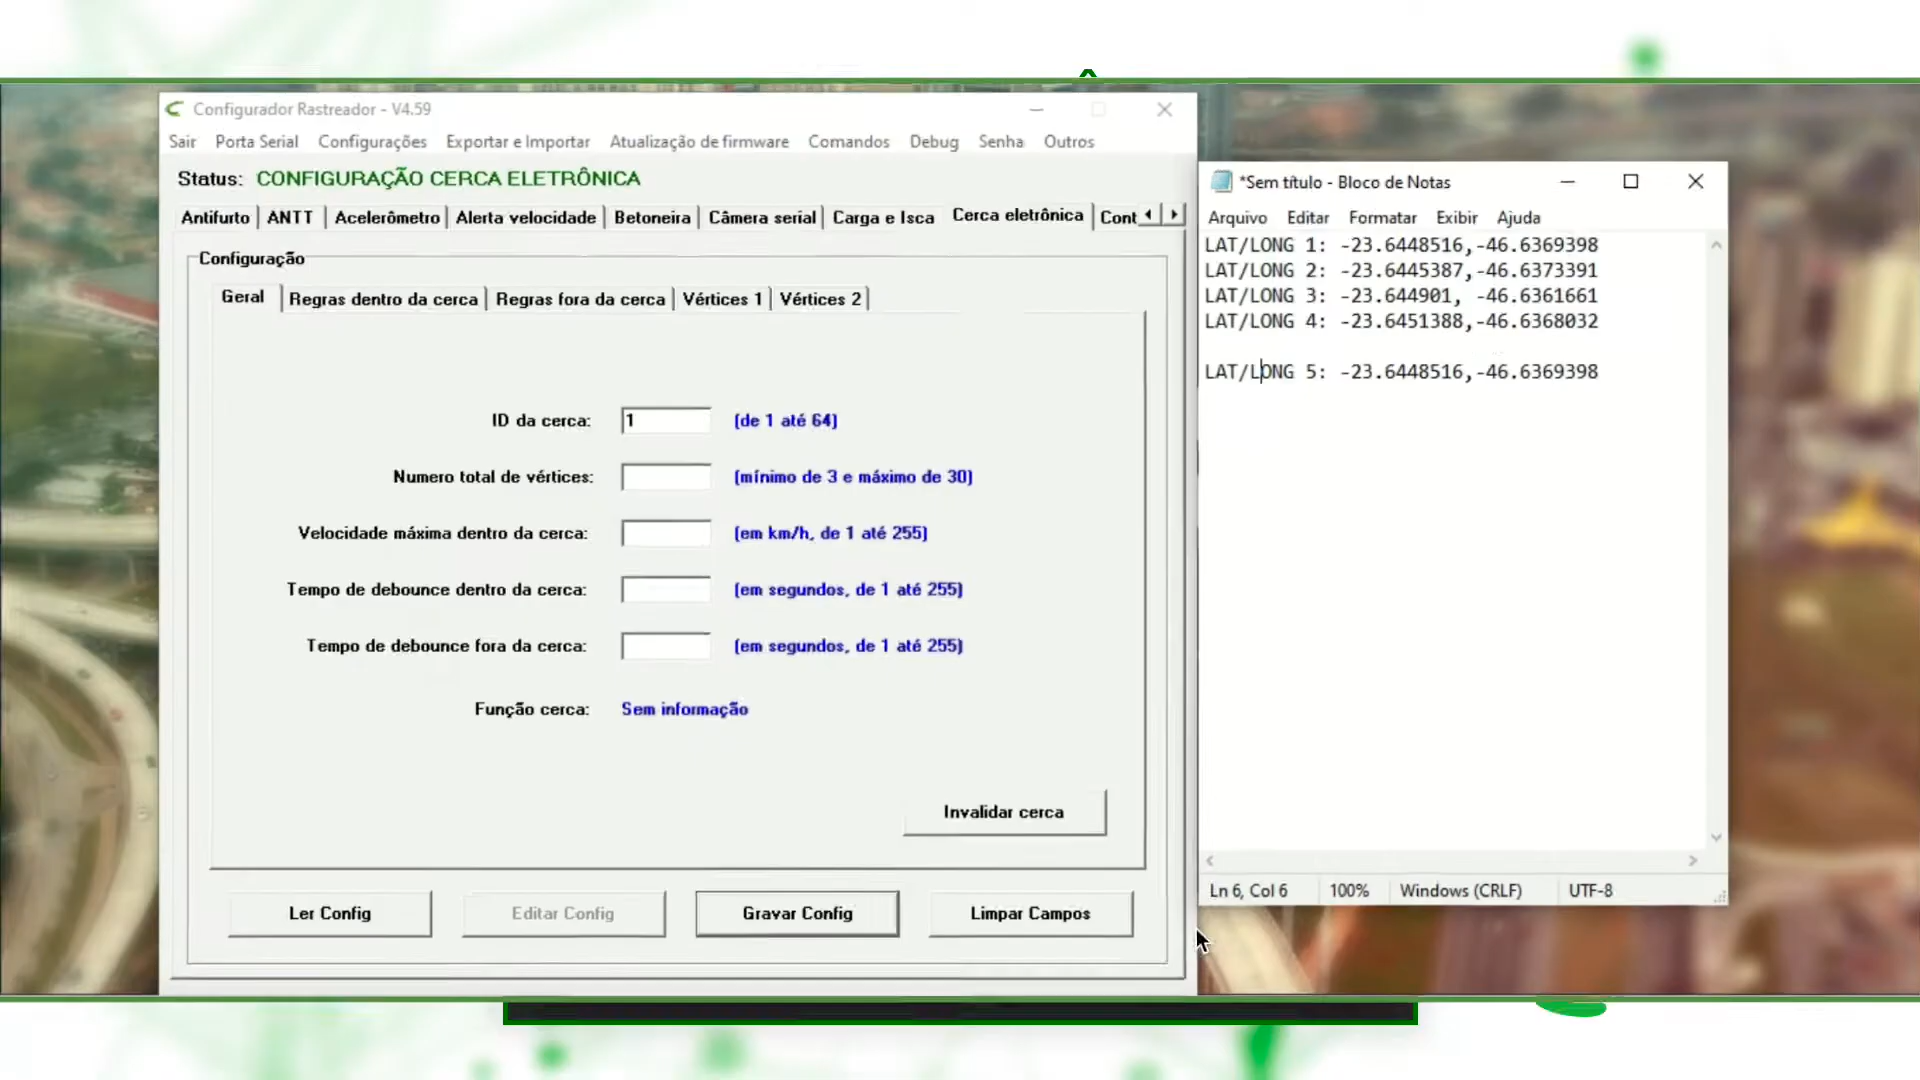 Configurador Rastreador - V4.59
Sair Porta Serial Configurações Exportar e Importar Atualização de firmware Comandos Debug Senha Outros
Status: CONFIGURAÇÃO CERCA ELETRÔNICA
Antifurto ANTT Acelerômetro Alerta velocidade Betoneira Câmera serial Carga e Isca Cerca eletrônica Cont
Configuração
Geral Regras dentro da cerca Regras fora da cerca Vértices 1 Vértices 2
ID da cerca: 1 (de 1 até 64)
Numero total de vértices: (mínimo de 3 e máximo de 30)
Velocidade máxima dentro da cerca: (em km/h, de 1 até 255)
Tempo de debounce dentro da cerca: (em segundos, de 1 até 255)
Tempo de debounce fora da cerca: (em segundos, de 1 até 255)
Função cerca: Sem informação
Invalidar cerca
Ler Config Editar Config Gravar Config Limpar Campos
*Sem título - Bloco de Notas
Arquivo Editar Formatar Exibir Ajuda
LAT/LONG 1: -23.6448516,-46.6369398
LAT/LONG 2: -23.6445387,-46.6373391
LAT/LONG 3: -23.644901, -46.6361661
LAT/LONG 4: -23.6451388,-46.6368032
LAT/LONG 5: -23.6448516,-46.6369398
Ln 6, Col 6 100% Windows (CRLF) UTF-8